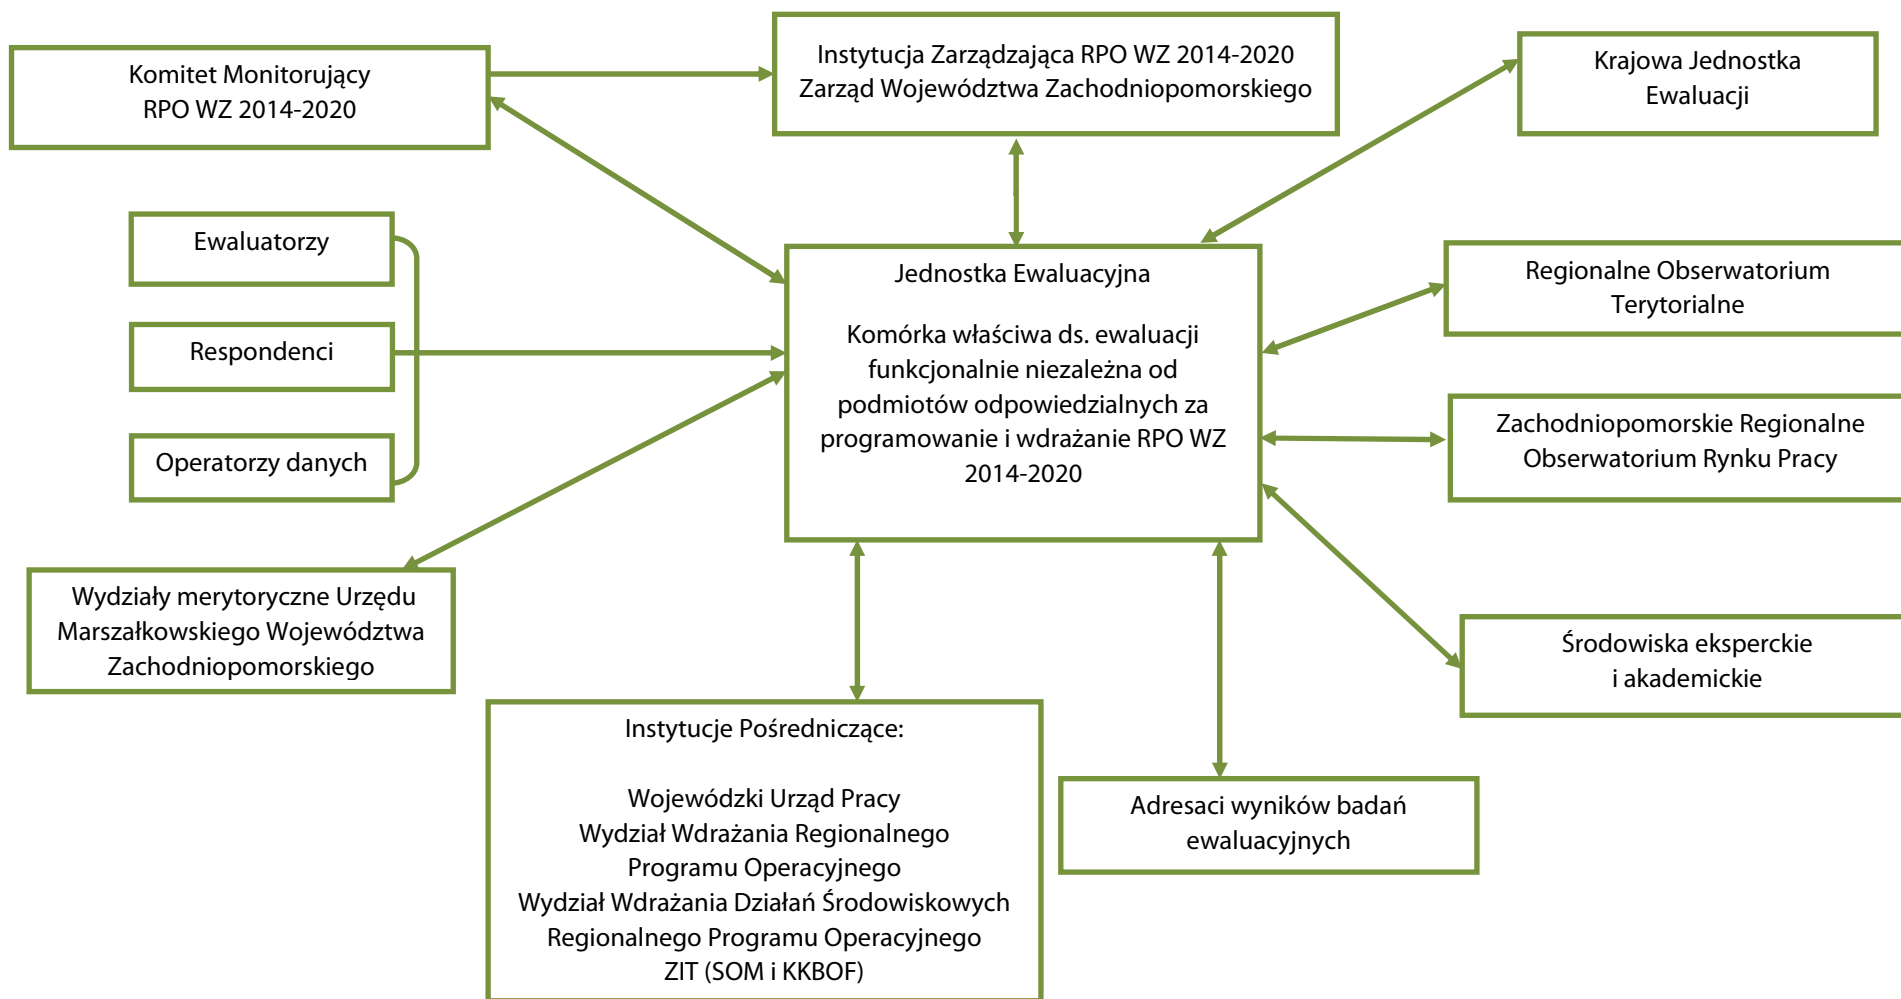 Komitet Monitorujący
RPO WZ 2014-2020
Instytucja Zarządzająca RPO WZ 2014-2020
Zarząd Województwa Zachodniopomorskiego
Krajowa Jednostka
Ewaluacji
Ewaluatorzy
Respondenci
Operatorzy danych
Jednostka Ewaluacyjna
Komórka właściwa ds. ewaluacji
funkcjonalnie niezależna od
podmiotów odpowiedzialnych za
programowanie i wdrażanie RPO WZ
2014-2020
Regionalne Obserwatorium
Terytorialne
Zachodniopomorskie Regionalne
Obserwatorium Rynku Pracy
Środowiska eksperckie
i akademickie
Wydziały merytoryczne Urzędu
Marszałkowskiego Województwa
Zachodniopomorskiego
Instytucje Pośredniczące:
Wojewódzki Urząd Pracy
Wydział Wdrażania Regionalnego
Programu Operacyjnego
Wydział Wdrażania Działań Środowiskowych
Regionalnego Programu Operacyjnego
ZIT (SOM i KKBOF)
Adresaci wyników badań
ewaluacyjnych